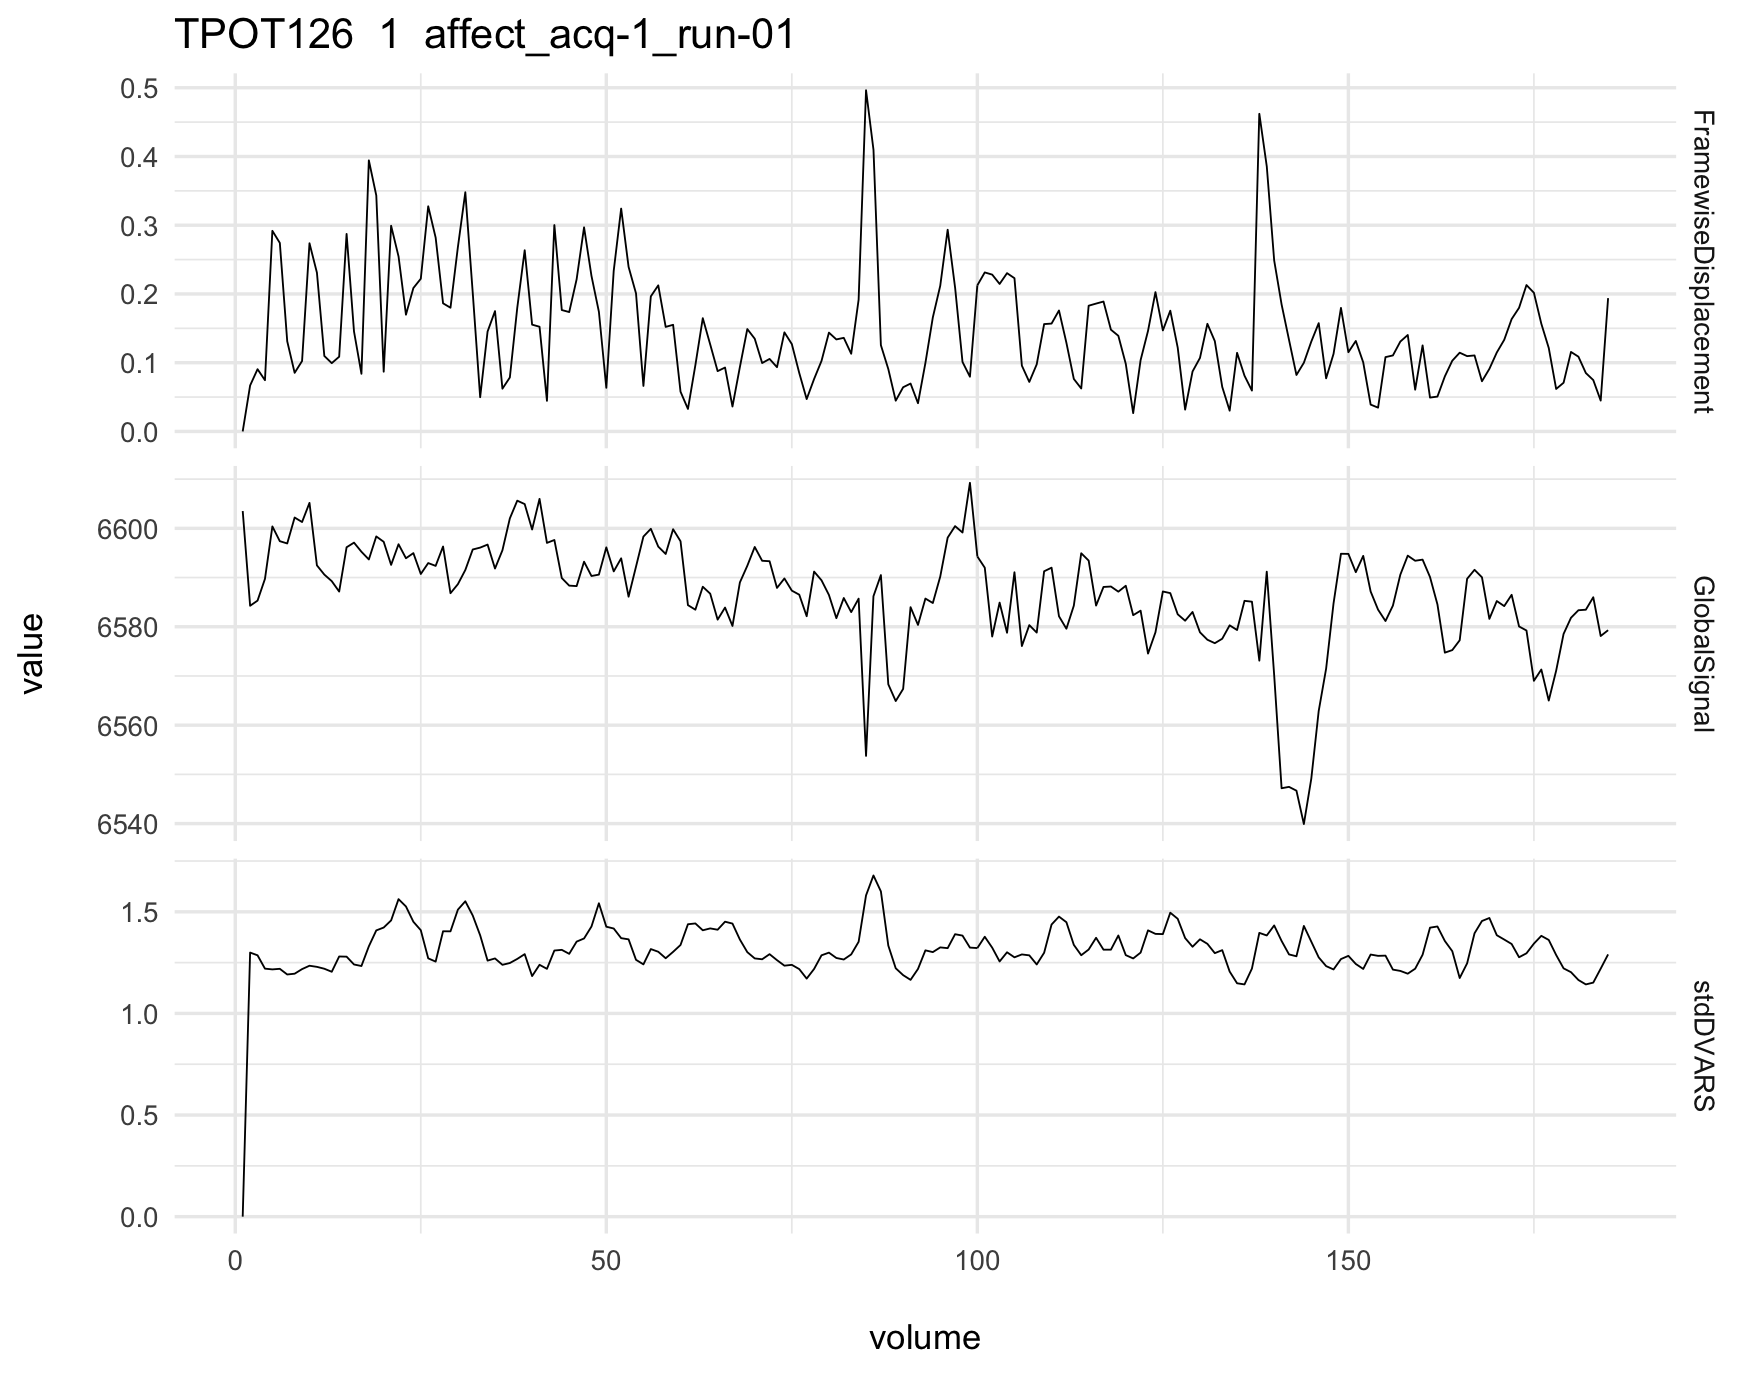 TPOT126 1 affect_acq-1_run-01
0.5
0.4
0.3
0.2
0.1
0.0
FramewiseDisplacement
6600
6580
6560
6540
GlobalSignal
value
1.5
1.0
0.5
0.0
stdDVARS
0 50 100 150
volume